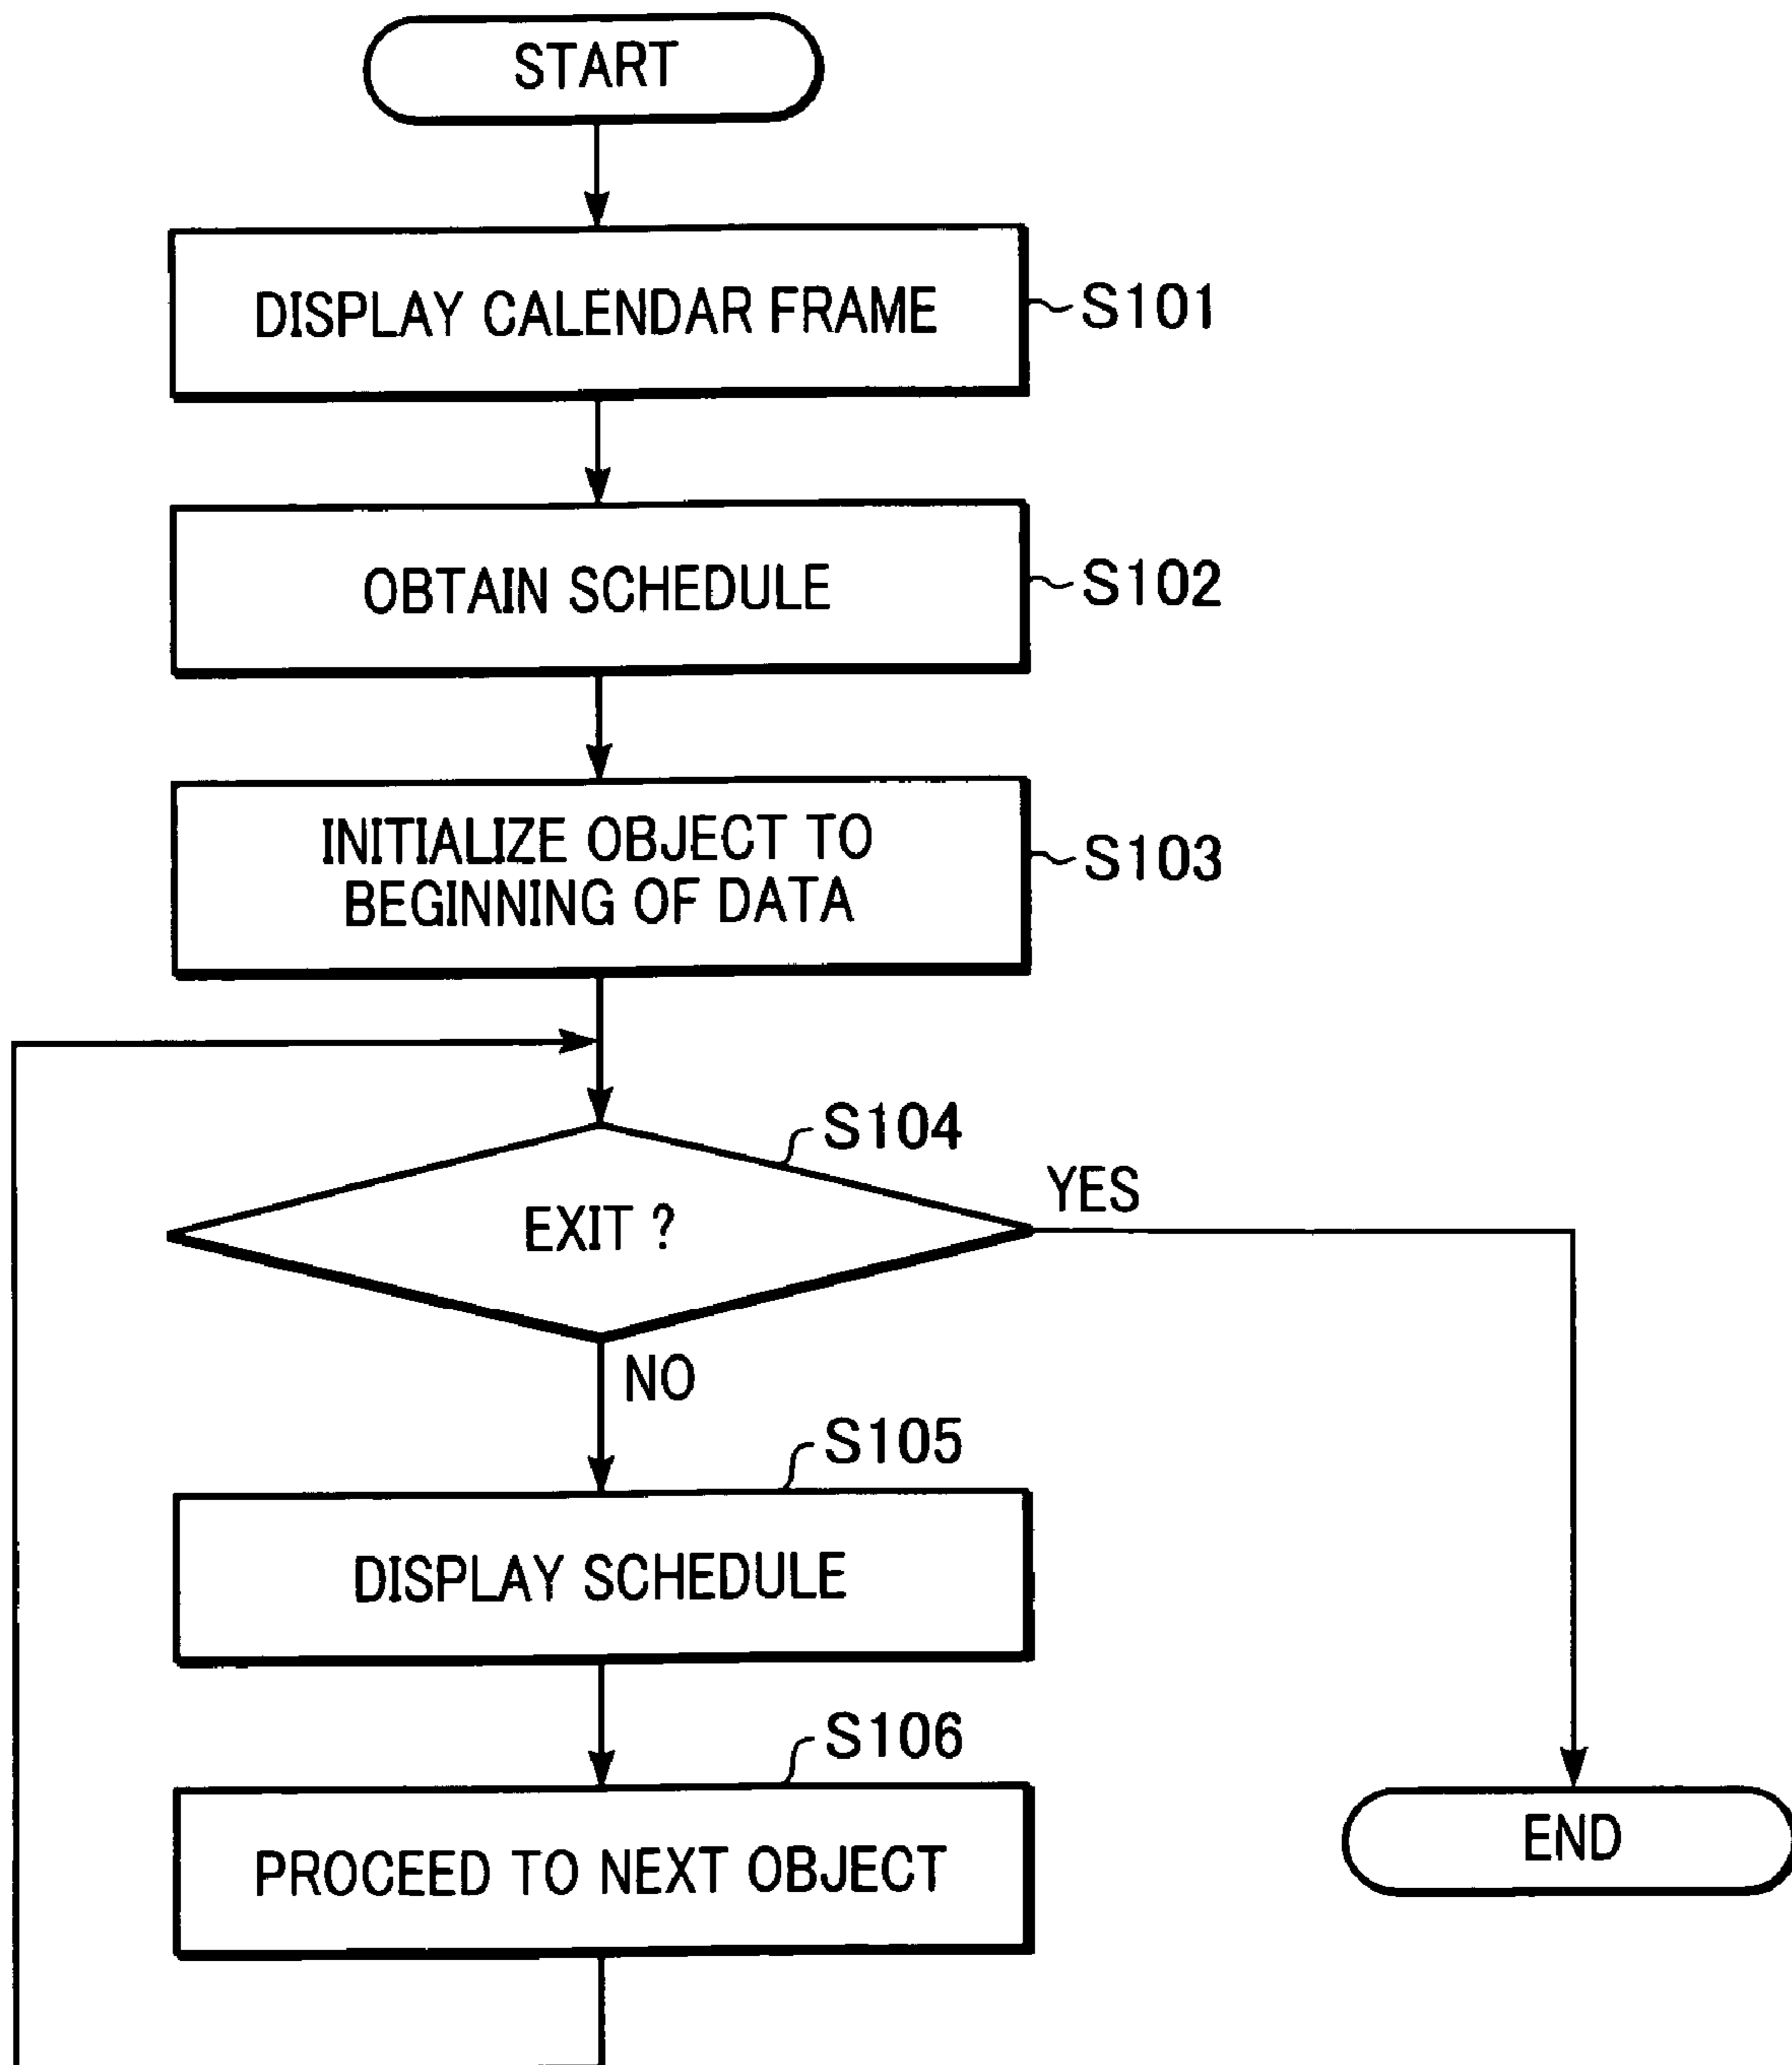 START
DISPLAY CALENDAR FRAME
S101
OBTAIN SCHEDULE
S102
INITIALIZE OBJECT TO
BEGINNING OF DATA
S103
S104
EXIT ?
YES
NO
S105
DISPLAY SCHEDULE
S106
PROCEED TO NEXT OBJECT
END